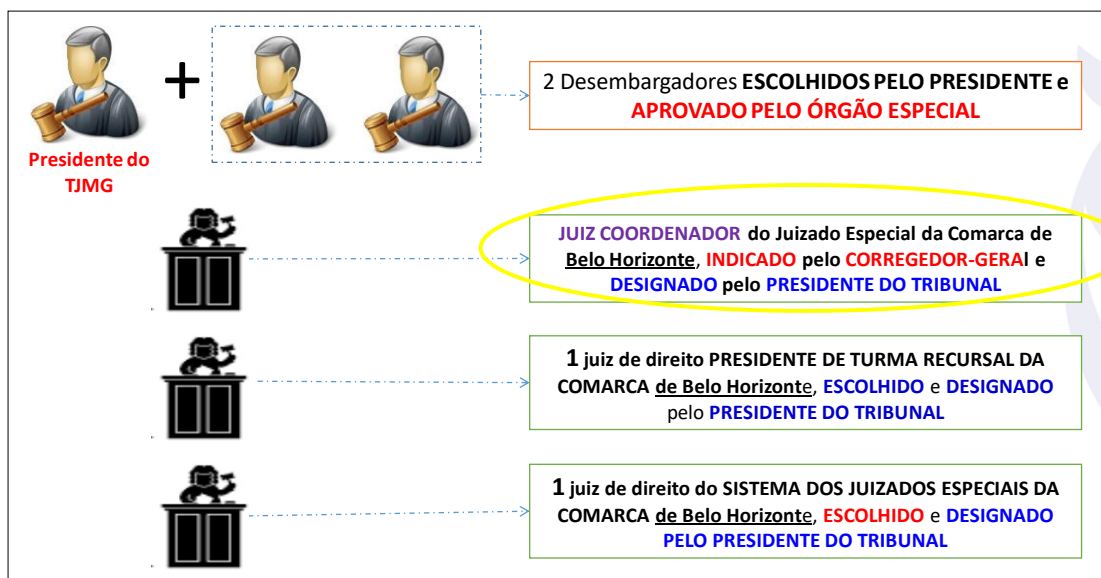 2 Desembargadores ESCOLHIDOS PELO PRESIDENTE e
APROVADO PELO ÓRGÃO ESPECIAL
Presidente do
TJMG
JUIZ COORDENADOR do Juizado Especial da Comarca de
Belo Horizonte, INDICADO pelo CORREGEDOR-GERAl e
DESIGNADO pelo PRESIDENTE DO TRIBUNAL
1 juiz de direito PRESIDENTE DE TURMA RECURSAL DA
COMARCA de Belo Horizonte, ESCOLHIDO e DESIGNADO
pelo PRESIDENTE DO TRIBUNAL
1 juiz de direito do SISTEMA DOS JUIZADOS ESPECIAIS DA
COMARCA de Belo Horizonte, ESCOLHIDO e DESIGNADO
PELO PRESIDENTE DO TRIBUNAL